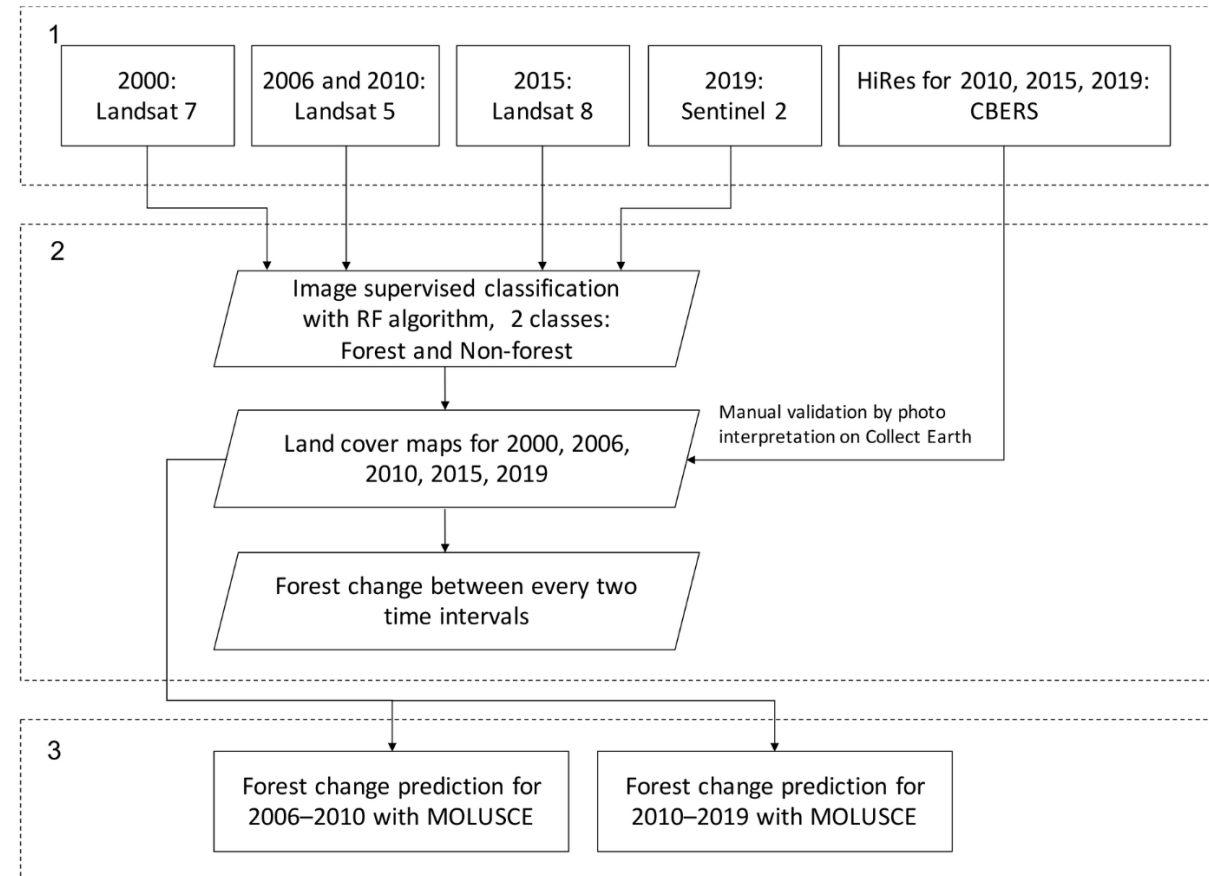 1
2000:
Landsat 7
2006 and 2010:
Landsat 5
2015:
Landsat 8
2019:
Sentinel 2
HiRes for 2010, 2015, 2019:
CBERS
2
Image supervised classification
with RF algorithm, 2 classes:
Forest and Non-forest
Manual validation by photo
interpretation on Collect Earth
Land cover maps for 2000, 2006,
2010, 2015, 2019
Forest change between every two
time intervals
3
Forest change prediction for
2006–2010 with MOLUSCE
Forest change prediction for
2010–2019 with MOLUSCE